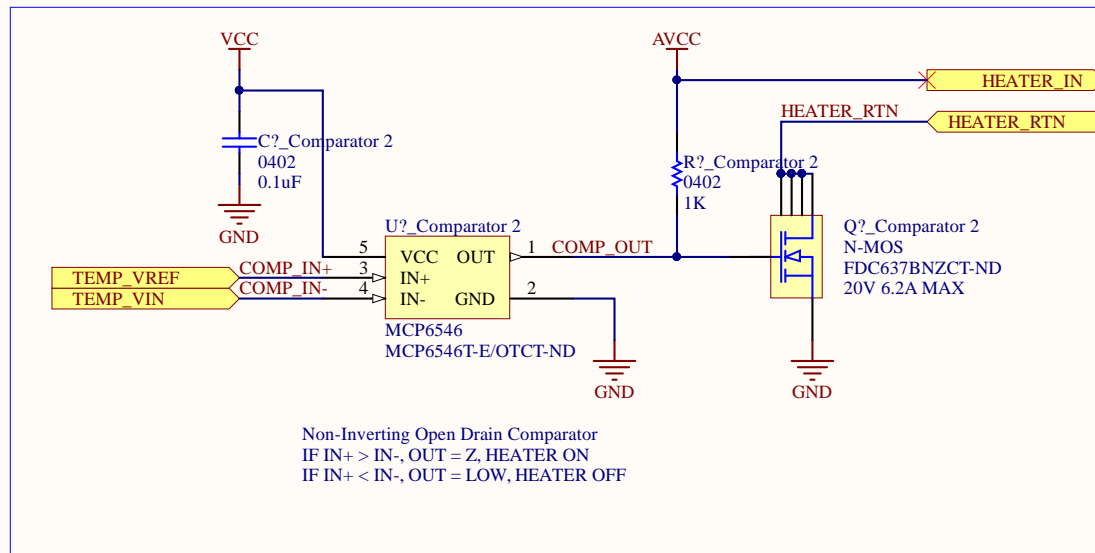 VCC
AVCC
HEATER_IN
HEATER_RTN
HEATER_RTN
C?_Comparator 2
0402
0.1uF
R?_Comparator 2
0402
1K
GND
U?_Comparator 2
Q?_Comparator 2
N-MOS
FDC637BNZCT-ND
20V 6.2A MAX
5
VCC
OUT
1
COMP_OUT
TEMP_VREF
COMP_IN+
3
IN+
TEMP_VIN
COMP_IN-
4
IN-
GND
2
MCP6546
MCP6546T-E/OTCT-ND
GND
GND
Non-Inverting Open Drain Comparator
IF IN+ > IN-, OUT = Z, HEATER ON
IF IN+ < IN-, OUT = LOW, HEATER OFF